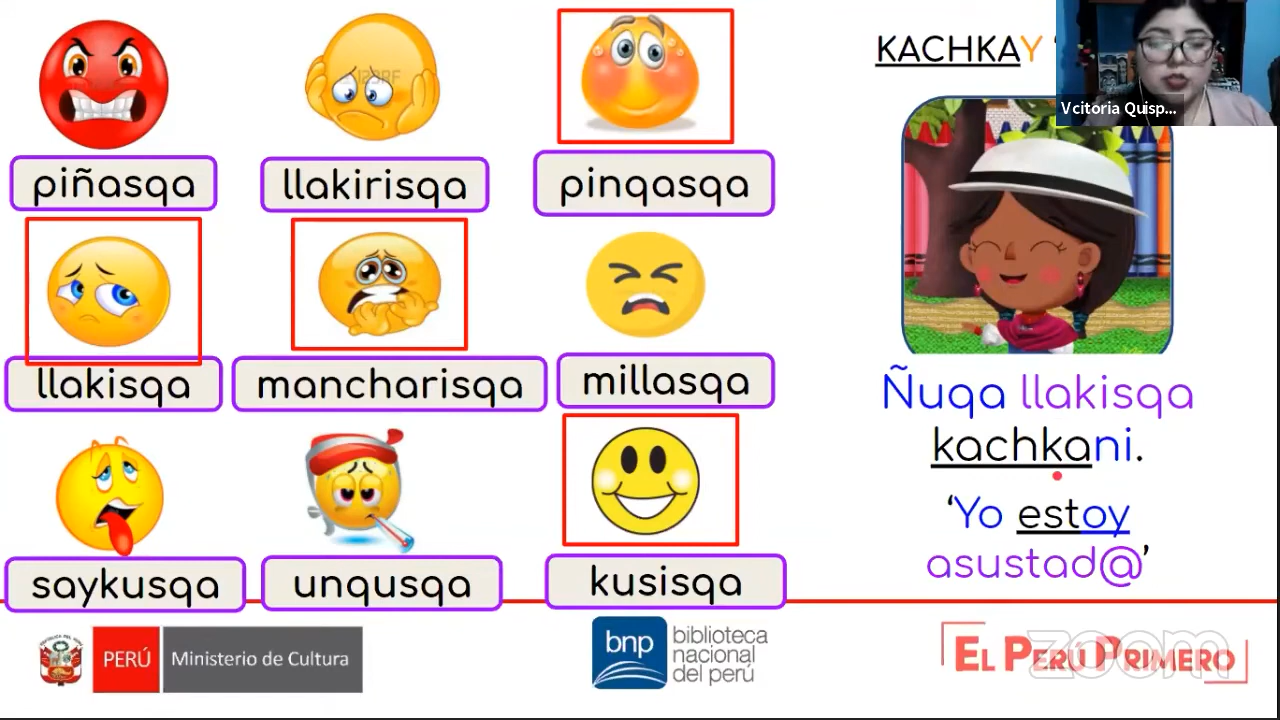 piñasqa
llakirisqa
pinqasqa
llakisqa
mancharisqa
millasqa
saykusqa
unqusqa
kusisqa
KACHKAY
Vcitoria Quisp...
Ñuqa llakisqa
kachkani.
‘Yo estoy
asustad@’
PERÚ
Ministerio de Cultura
bnp
biblioteca
nacional
del perú
EL PERÚ PRIMERO
zoom